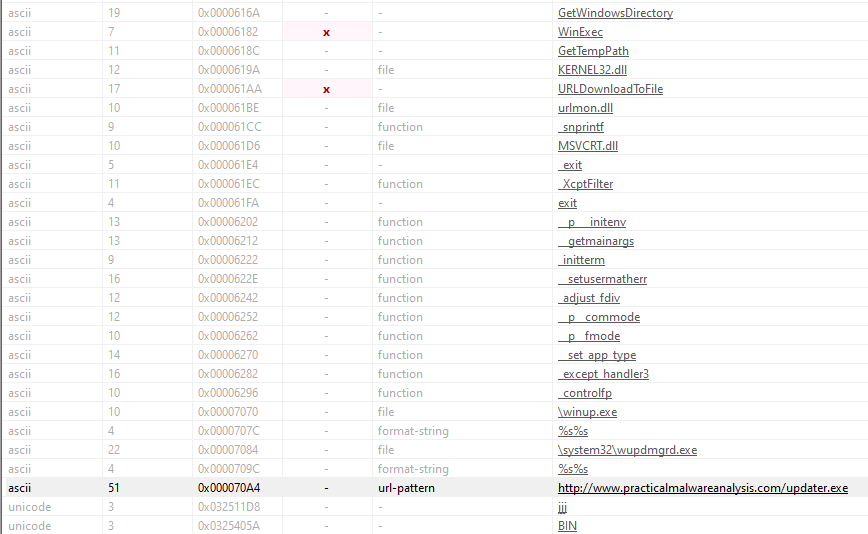 ascii 19 0x0000616A - - GetWindowsDirectory
ascii 7 0x00006182 x - WinExec
ascii 11 0x0000618C - - GetTempPath
ascii 12 0x0000619A - file KERNEL32.dll
ascii 17 0x000061AA x - URLDownloadToFile
ascii 10 0x000061BE - file urlmon.dll
ascii 9 0x000061CC - function _snprintf
ascii 10 0x000061D6 - file MSVCRT.dll
ascii 5 0x000061E4 - - _exit
ascii 11 0x000061EC - function _XcptFilter
ascii 4 0x000061FA - - exit
ascii 13 0x00006202 - function __p___initenv
ascii 13 0x00006212 - function __getmainargs
ascii 9 0x00006222 - function _initterm
ascii 16 0x0000622E - function __setusermatherr
ascii 12 0x00006242 - function _adjust_fdiv
ascii 12 0x00006252 - function __p__commode
ascii 10 0x00006262 - function __p__fmode
ascii 14 0x00006270 - function __set_app_type
ascii 16 0x00006282 - function _except_handler3
ascii 10 0x00006296 - function _controlfp
ascii 10 0x00007070 - file \winup.exe
ascii 4 0x0000707C - format-string %s%s
ascii 22 0x00007084 - file \system32\wupdmgrd.exe
ascii 4 0x0000709C - format-string %s%s
ascii 51 0x000070A4 - url-pattern http://www.practicalmalwareanalysis.com/updater.exe
unicode 3 0x032511D8 - - jjj
unicode 3 0x0325405A - - BIN